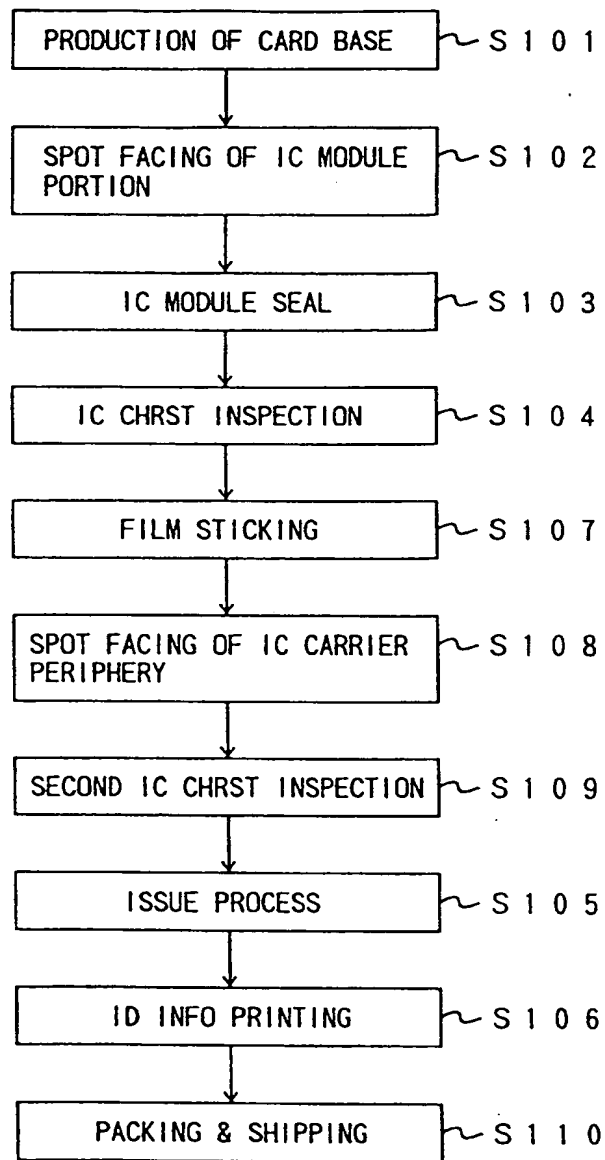 PRODUCTION OF CARD BASE S101
SPOT FACING OF IC MODULE
PORTION S102
IC MODULE SEAL S103
IC CHRST INSPECTION S104
FILM STICKING S107
SPOT FACING OF IC CARRIER
PERIPHERY S108
SECOND IC CHRST INSPECTION S109
ISSUE PROCESS S105
ID INFO PRINTING S106
PACKING & SHIPPING S110